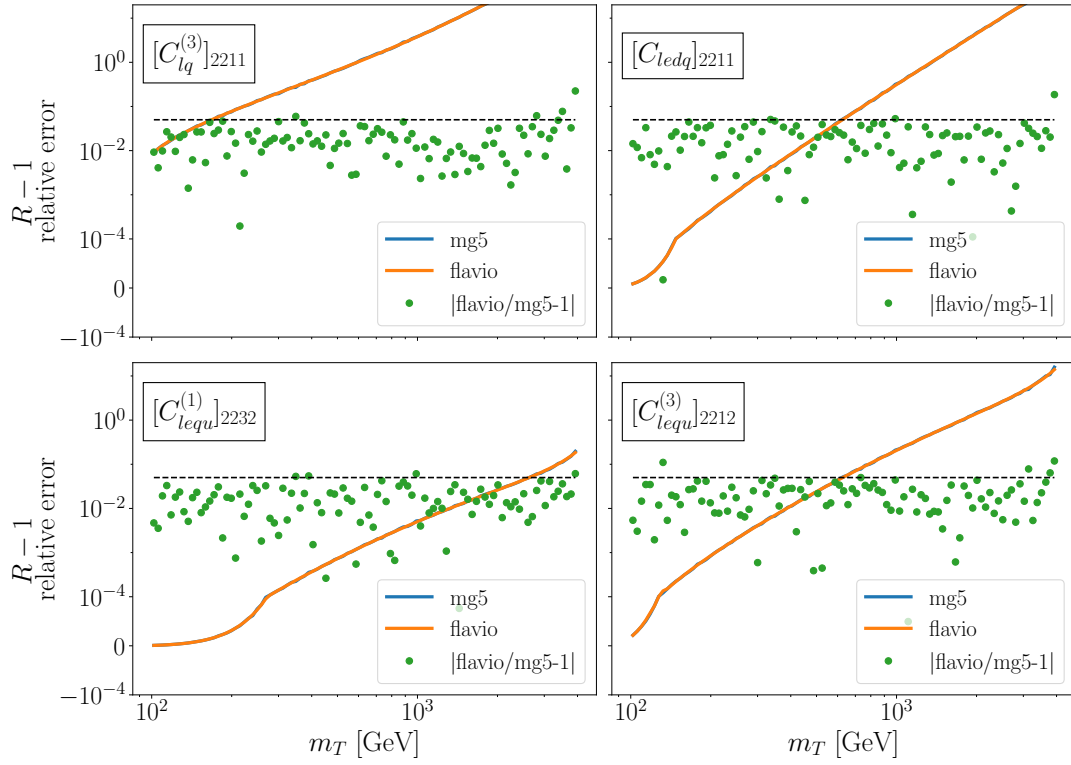 [C_{lq}^{(3)}]_{2211}
R − 1
relative error
10^0
10^{-2}
10^{-4}
0
−10^{-4}
mg5
flavio
|flavio/mg5-1|
[C_{ledq}]_{2211}
mg5
flavio
|flavio/mg5-1|
[C_{lequ}^{(1)}]_{2232}
R − 1
relative error
10^0
10^{-2}
10^{-4}
0
−10^{-4}
mg5
flavio
|flavio/mg5-1|
10^2
10^3
m_T [GeV]
[C_{lequ}^{(3)}]_{2212}
mg5
flavio
|flavio/mg5-1|
10^2
10^3
m_T [GeV]